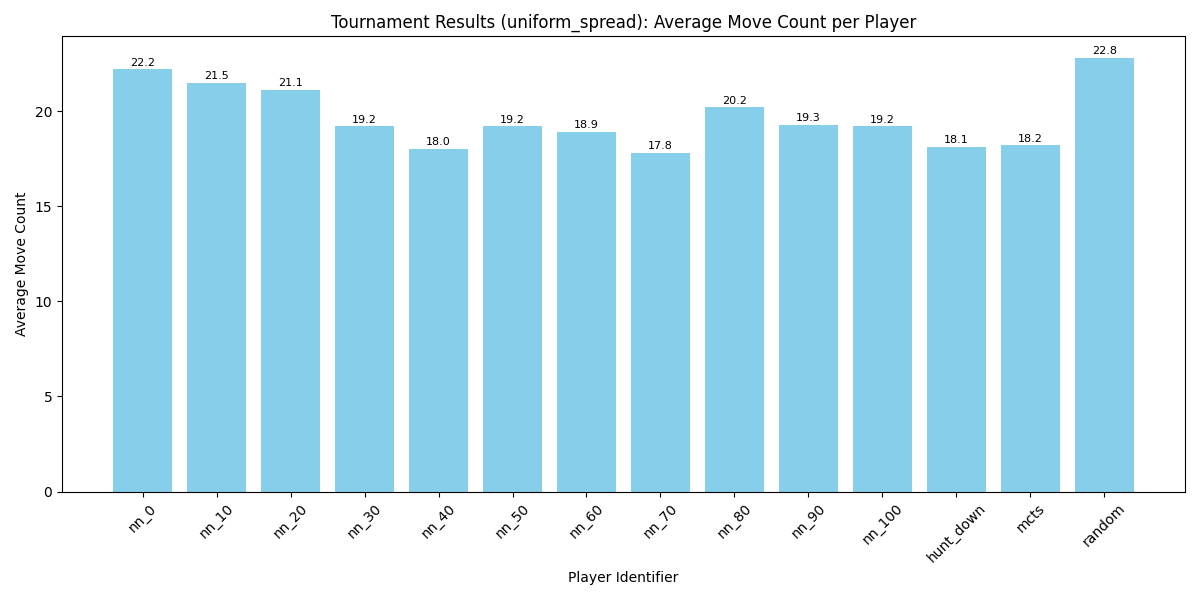 Tournament Results (uniform_spread): Average Move Count per Player
Average Move Count
20
15
10
5
0
22.2
21.5
21.1
19.2
18.0
19.2
18.9
17.8
20.2
19.3
19.2
18.1
18.2
22.8
nn_0
nn_10
nn_20
nn_30
nn_40
nn_50
nn_60
nn_70
nn_80
nn_90
nn_100
hunt_down
mcts
random
Player Identifier